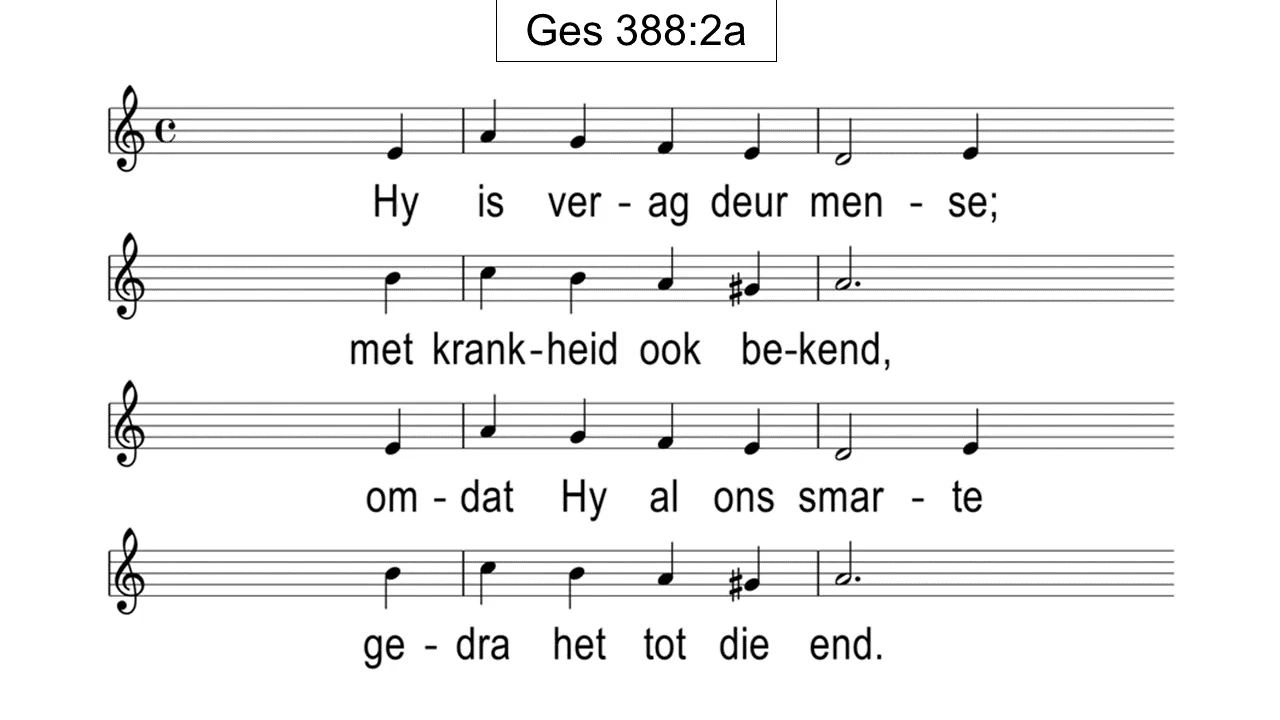 Ges 388:2a
Hy is ver - ag deur men - se;
met krank-heid ook be-kend,
om - dat Hy al ons smar - te
ge - dra het tot die end.